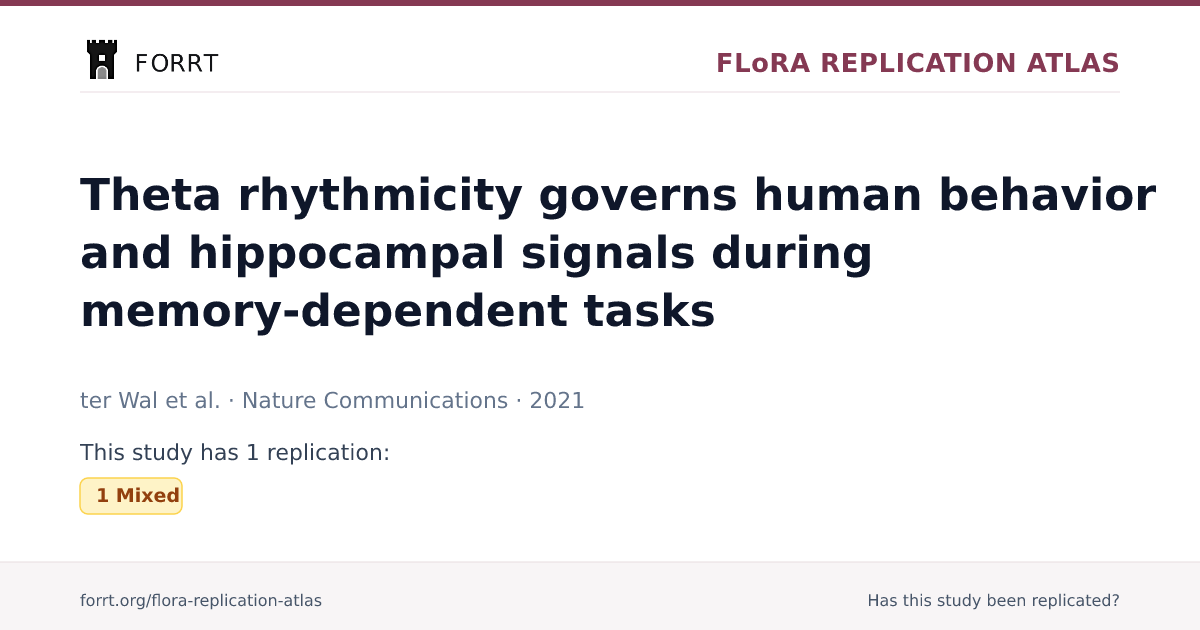 FORRT
FLoRA REPLICATION ATLAS
Theta rhythmicity governs human behavior
and hippocampal signals during
memory-dependent tasks
ter Wal et al. · Nature Communications · 2021
This study has 1 replication:
1 Mixed
forrt.org/flora-replication-atlas
Has this study been replicated?